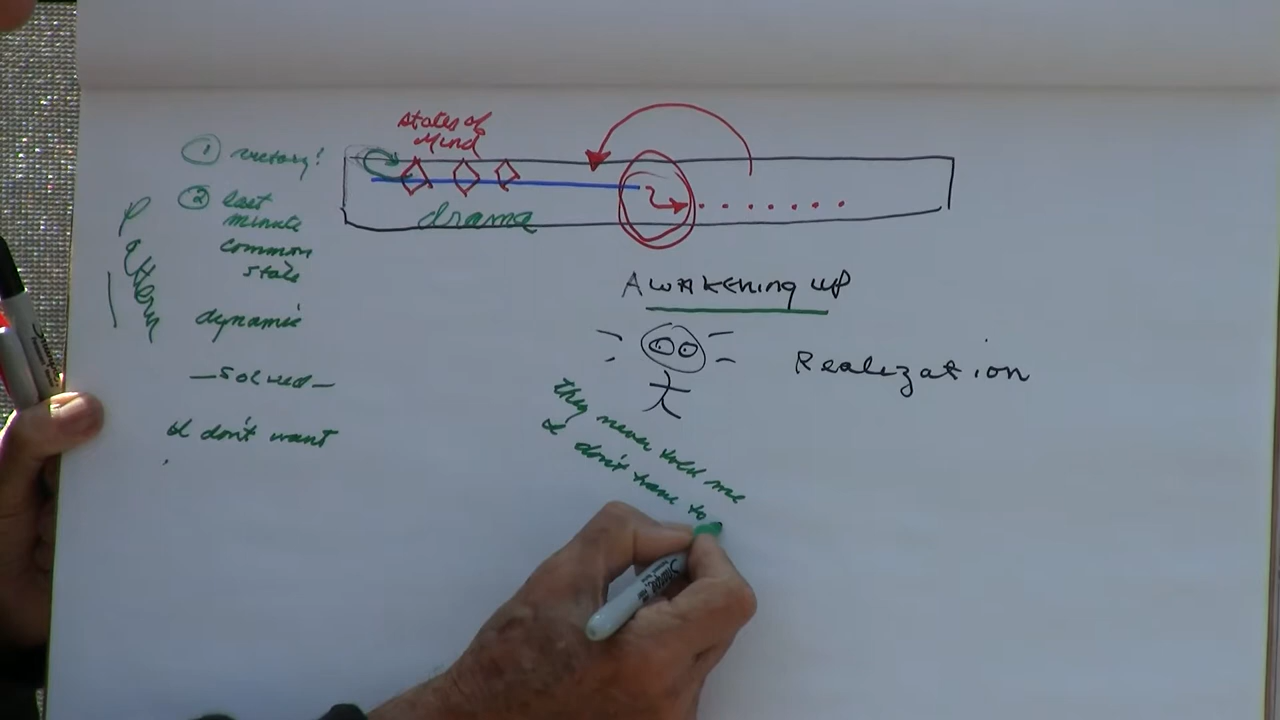 states of
mind
① victory!
② last
minute
common
state
Pattern
dynamic
—solved—
I don't want
drama
Awakening up
Realization
they never told me
I don't have to
Sharpie